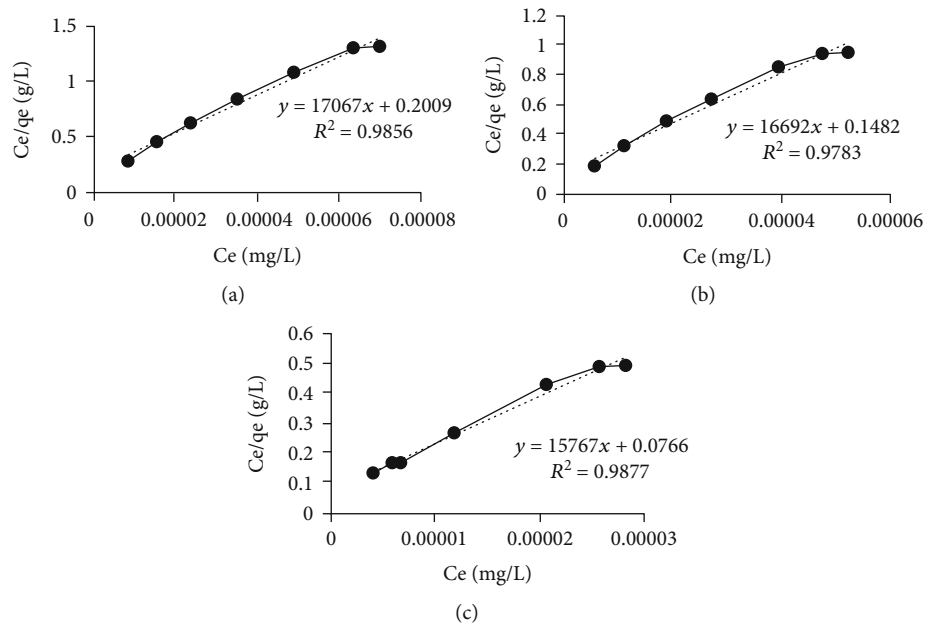 1.5
1
0.5
0
Ce/qe (g/L)
y = 17067x + 0.2009
R² = 0.9856
0 0.00002 0.00004 0.00006 0.00008
Ce (mg/L)
(a)
1.2
1
0.8
0.6
0.4
0.2
0
Ce/qe (g/L)
y = 16692x + 0.1482
R² = 0.9783
0 0.00002 0.00004 0.00006
Ce (mg/L)
(b)
0.6
0.5
0.4
0.3
0.2
0.1
0
Ce/qe (g/L)
y = 15767x + 0.0766
R² = 0.9877
0 0.00001 0.00002 0.00003
Ce (mg/L)
(c)